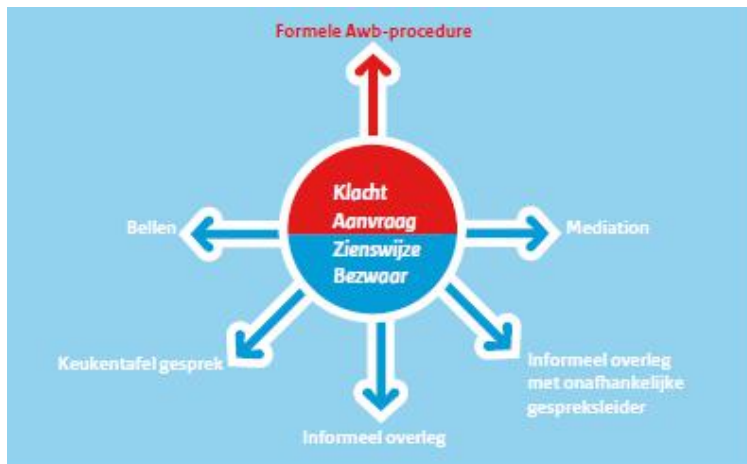 Formele Awb-procedure
Klacht
Aanvraag
Zienswijze
Bezwaar
Bellen
Mediation
Keukentafel gesprek
Informeel overleg
met onafhankelijke
gespreksleider
Informeel overleg